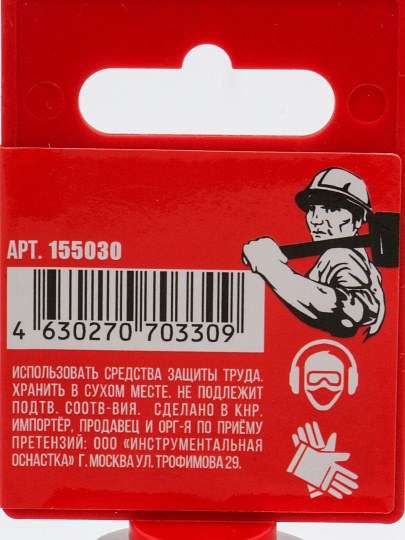 АРТ. 155030
4 630270 703309
ИСПОЛЬЗОВАТЬ СРЕДСТВА ЗАЩИТЫ ТРУДА.
ХРАНИТЬ В СУХОМ МЕСТЕ. НЕ ПОДЛЕЖИТ
ПОДТВ. СООТВ-ВИЯ. СДЕЛАНО В КНР.
ИМПОРТЁР, ПРОДАВЕЦ И ОРГ-Я ПО ПРИЁМУ
ПРЕТЕНЗИЙ: ООО «ИНСТРУМЕНТАЛЬНАЯ
ОСНАСТКА» Г. МОСКВА УЛ. ТРОФИМОВА 29.